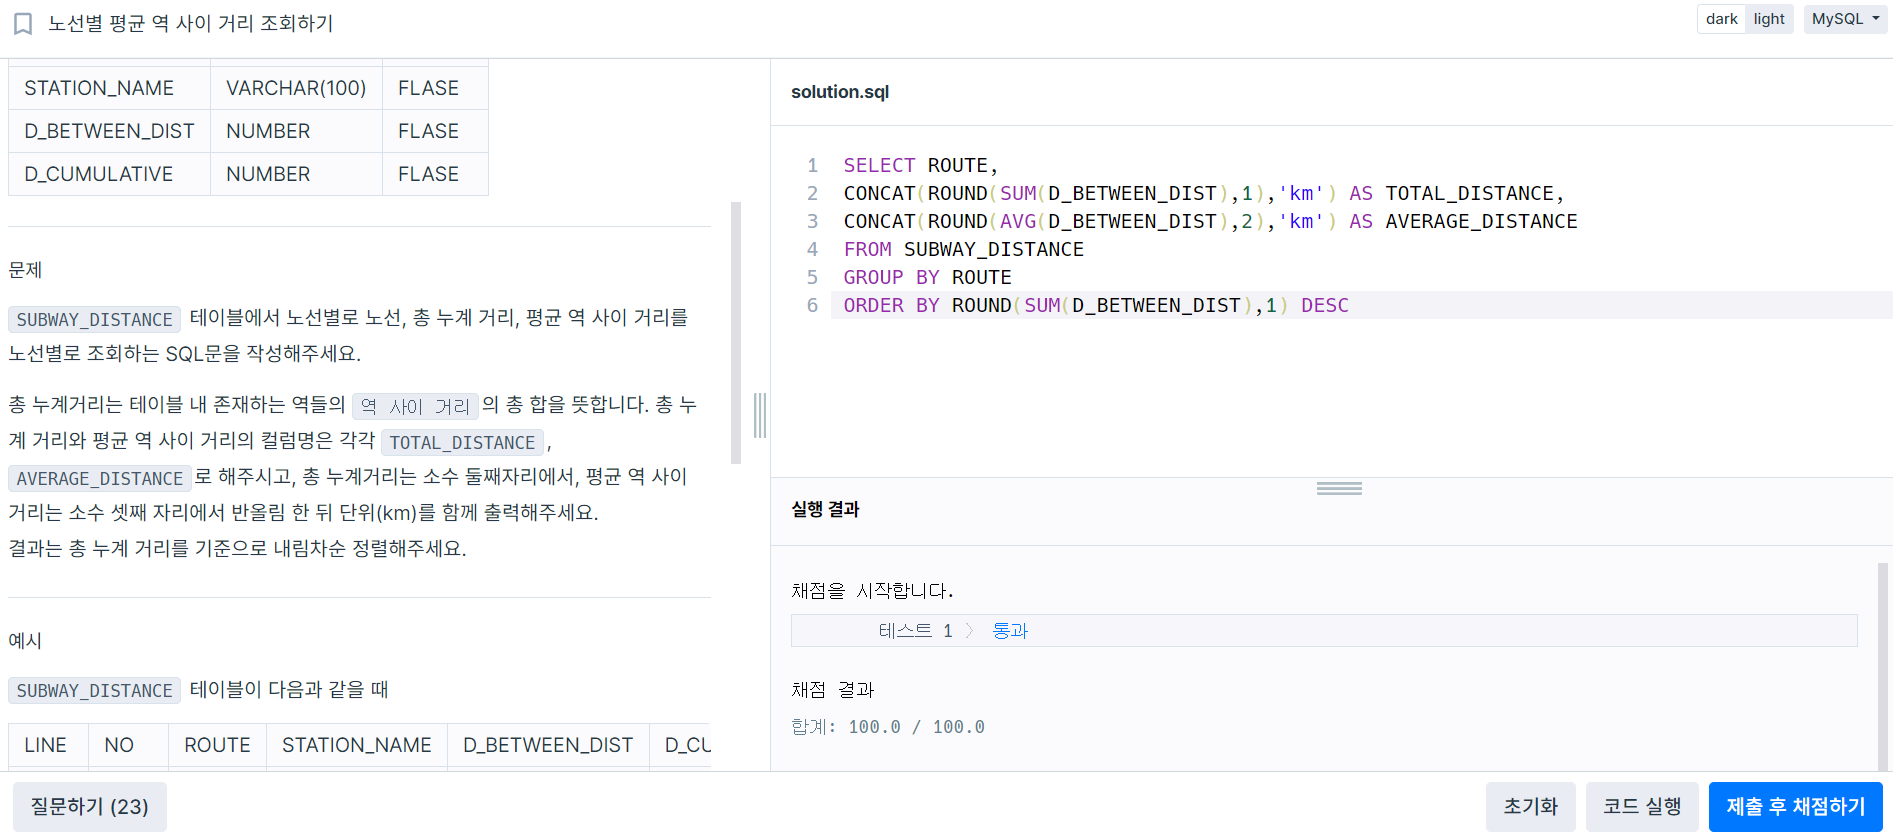 노선별 평균 역 사이 거리 조회하기
dark light MySQL
STATION_NAME VARCHAR(100) FLASE
D_BETWEEN_DIST NUMBER FLASE
D_CUMULATIVE NUMBER FLASE
문제
SUBWAY_DISTANCE 테이블에서 노선별로 노선, 총 누계 거리, 평균 역 사이 거리를
노선별로 조회하는 SQL문을 작성해주세요.
총 누계거리는 테이블 내 존재하는 역들의 역 사이 거리 의 총 합을 뜻합니다. 총 누
계 거리와 평균 역 사이 거리의 컬럼명은 각각 TOTAL_DISTANCE ,
AVERAGE_DISTANCE 로 해주시고, 총 누계거리는 소수 둘째자리에서, 평균 역 사이
거리는 소수 셋째 자리에서 반올림 한 뒤 단위(km)를 함께 출력해주세요.
결과는 총 누계 거리를 기준으로 내림차순 정렬해주세요.
예시
SUBWAY_DISTANCE 테이블이 다음과 같을 때
LINE NO ROUTE STATION_NAME D_BETWEEN_DIST D_CU
질문하기 (23)
solution.sql
1 SELECT ROUTE,
2 CONCAT(ROUND(SUM(D_BETWEEN_DIST),1),'km') AS TOTAL_DISTANCE,
3 CONCAT(ROUND(AVG(D_BETWEEN_DIST),2),'km') AS AVERAGE_DISTANCE
4 FROM SUBWAY_DISTANCE
5 GROUP BY ROUTE
6 ORDER BY ROUND(SUM(D_BETWEEN_DIST),1) DESC
실행 결과
채점을 시작합니다.
테스트 1 〉 통과
채점 결과
합계: 100.0 / 100.0
초기화 코드 실행 제출 후 채점하기